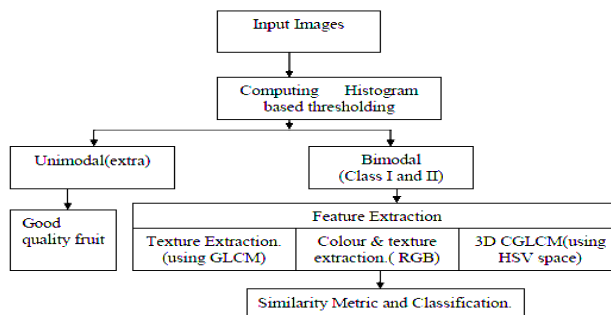 Input Images
Computing Histogram
based thresholding
Unimodal(extra)
Bimodal
(Class I and II)
Good
quality fruit
Feature Extraction
Texture Extraction.
(using GLCM)
Colour & texture
extraction.( RGB)
3D CGLCM(using
HSV space)
Similarity Metric and Classification.